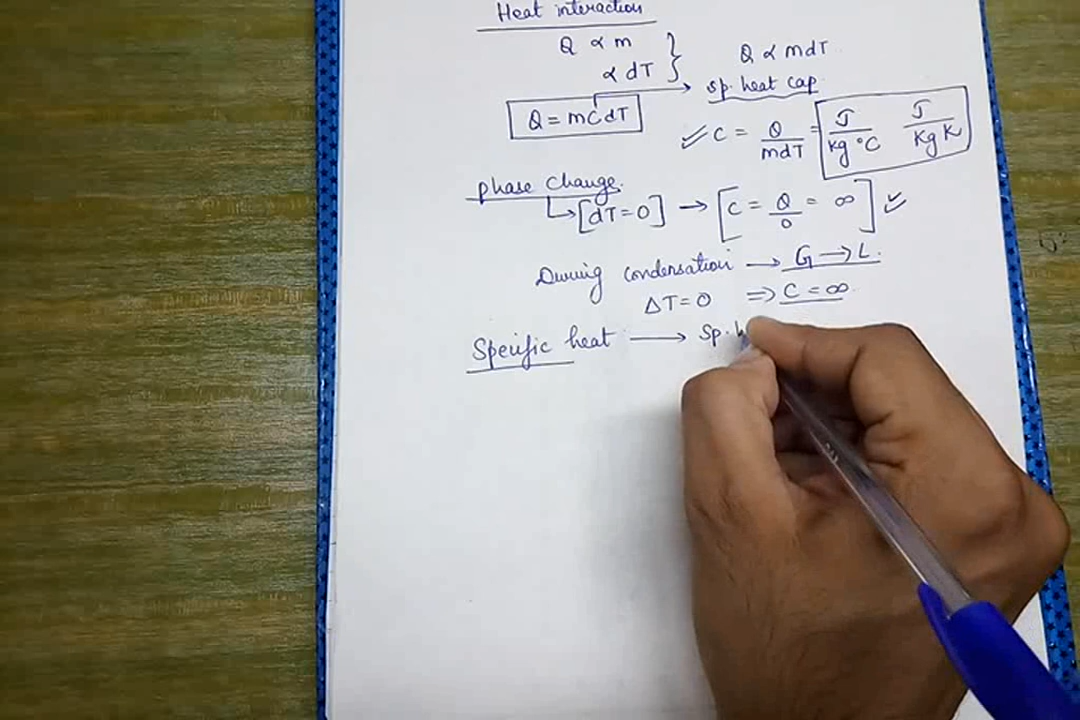 Heat interaction
Q ∝ m
∝ dT } Q ∝ mdT
sp. heat cap.
Q = mCdT
✓ C = Q/mdT = J/kg °C J/kg K
phase change.
↳ [dT = 0] → [C = Q/0 = ∞] ✓
During condensation → G → L.
ΔT = 0 ⇒ C = ∞.
Specific heat → Sp. h